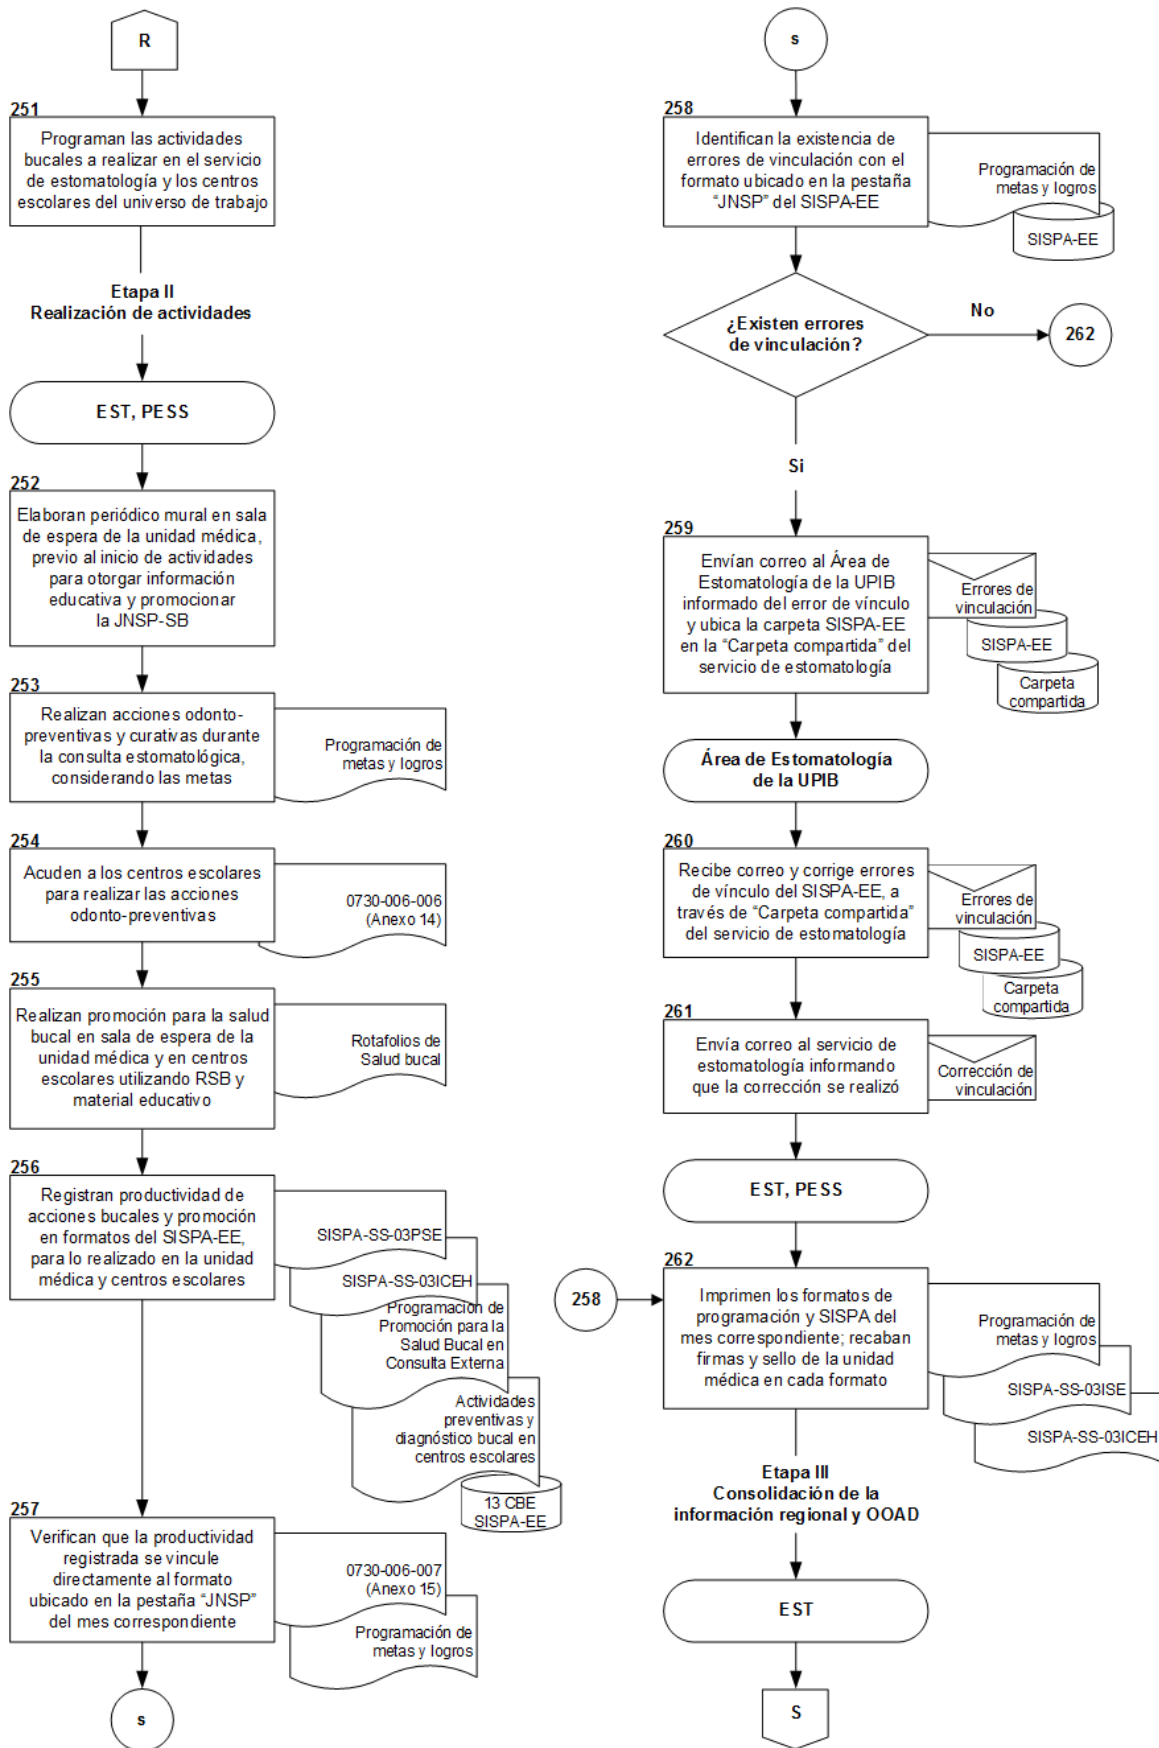 R
251
Programan las actividades
bucales a realizar en el servicio
de estomatología y los centros
escolares del universo de trabajo
Etapa II
Realización de actividades
EST, PESS
252
Elaboran periódico mural en sala
de espera de la unidad médica,
previo al inicio de actividades
para otorgar información
educativa y promocionar
la JNSP-SB
253
Realizan acciones odonto-
preventivas y curativas durante
la consulta estomatológica,
considerando las metas
Programación de
metas y logros
254
Acuden a los centros escolares
para realizar las acciones
odonto-preventivas
0730-006-006
(Anexo 14)
255
Realizan promoción para la salud
bucal en sala de espera de la
unidad médica y en centros
escolares utilizando RSB y
material educativo
Rotafolios de
Salud bucal
256
Registran productividad de
acciones bucales y promoción
en formatos del SISPA-EE,
para lo realizado en la unidad
médica y centros escolares
SISPA-SS-03PSE
SISPA-SS-03ICEH
Programación de
Promoción para la
Salud Bucal en
Consulta Externa
Actividades
preventivas y
diagnóstico bucal en
centros escolares
13 CBE
SISPA-EE
257
Verifican que la productividad
registrada se vincule
directamente al formato
ubicado en la pestaña “JNSP”
del mes correspondiente
0730-006-007
(Anexo 15)
Programación de
metas y logros
s
s
258
Identifican la existencia de
errores de vinculación con el
formato ubicado en la pestaña
“JNSP” del SISPA-EE
Programación de
metas y logros
SISPA-EE
¿Existen errores
de vinculación?
No
262
Si
259
Envían correo al Área de
Estomatología de la UPIB
informado del error de vínculo
y ubica la carpeta SISPA-EE
en la “Carpeta compartida” del
servicio de estomatología
Errores de
vinculación
SISPA-EE
Carpeta
compartida
Área de Estomatología
de la UPIB
260
Recibe correo y corrige errores
de vínculo del SISPA-EE, a
través de “Carpeta compartida”
del servicio de estomatología
Errores de
vinculación
SISPA-EE
Carpeta
compartida
261
Envía correo al servicio de
estomatología informando
que la corrección se realizó
Corrección de
vinculación
EST, PESS
262
258
Imprimen los formatos de
programación y SISPA del
mes correspondiente; recaban
firmas y sello de la unidad
médica en cada formato
Programación de
metas y logros
SISPA-SS-03ISE
SISPA-SS-03ICEH
Etapa III
Consolidación de la
información regional y OOAD
EST
S